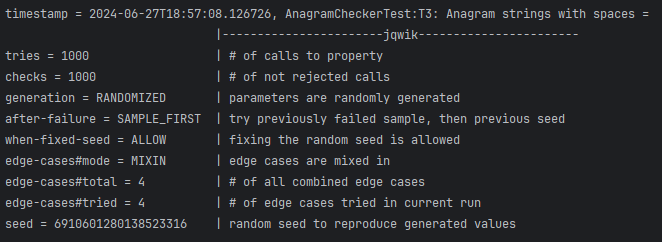 timestamp = 2024-06-27T18:57:08.126726, AnagramCheckerTest:T3: Anagram strings with spaces =
|-----------------------jqwik-----------------------
tries = 1000 | # of calls to property
checks = 1000 | # of not rejected calls
generation = RANDOMIZED | parameters are randomly generated
after-failure = SAMPLE_FIRST | try previously failed sample, then previous seed
when-fixed-seed = ALLOW | fixing the random seed is allowed
edge-cases#mode = MIXIN | edge cases are mixed in
edge-cases#total = 4 | # of all combined edge cases
edge-cases#tried = 4 | # of edge cases tried in current run
seed = 6910601280138523316 | random seed to reproduce generated values